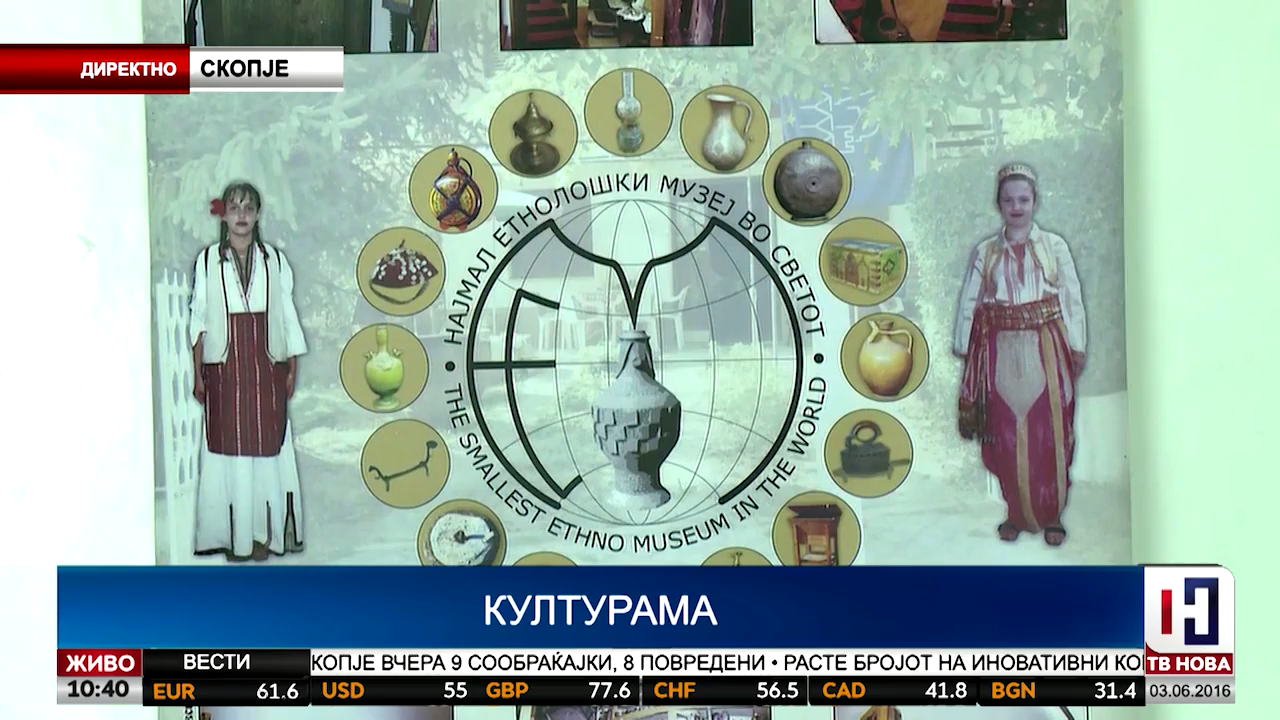 ДИРЕКТНО СКОПЈЕ
НАЈМАЛ ЕТНОЛОШКИ МУЗЕЈ ВО СВЕТОТ
THE SMALLEST ETHNO MUSEUM IN THE WORLD
КУЛТУРАМА
ЖИВО ВЕСТИ КОПЈЕ ВЧЕРА 9 СООБРАЌАЈКИ, 8 ПОВРЕДЕНИ • РАСТЕ БРОЈОТ НА ИНОВАТИВНИ КО ТВ НОВА
10:40 EUR 61.6 USD 55 GBP 77.6 CHF 56.5 CAD 41.8 BGN 31.4 03.06.2016